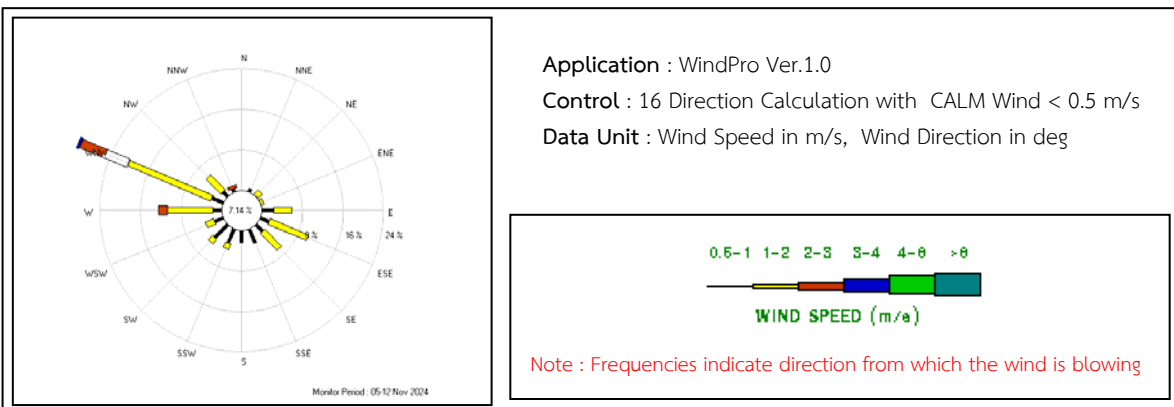 N
NNW
NNE
NW
NE
ENE
W
7.14 %
E
8 %
16 %
24 %
WSW
ESE
SW
SE
SSW
SSE
S
Monitor Period : 05-12 Nov 2024
Application : WindPro Ver.1.0
Control : 16 Direction Calculation with CALM Wind < 0.5 m/s
Data Unit : Wind Speed in m/s, Wind Direction in deg
0.5-1 1-2 2-3 3-4 4-6 >6
WIND SPEED (m/s)
Note : Frequencies indicate direction from which the wind is blowing